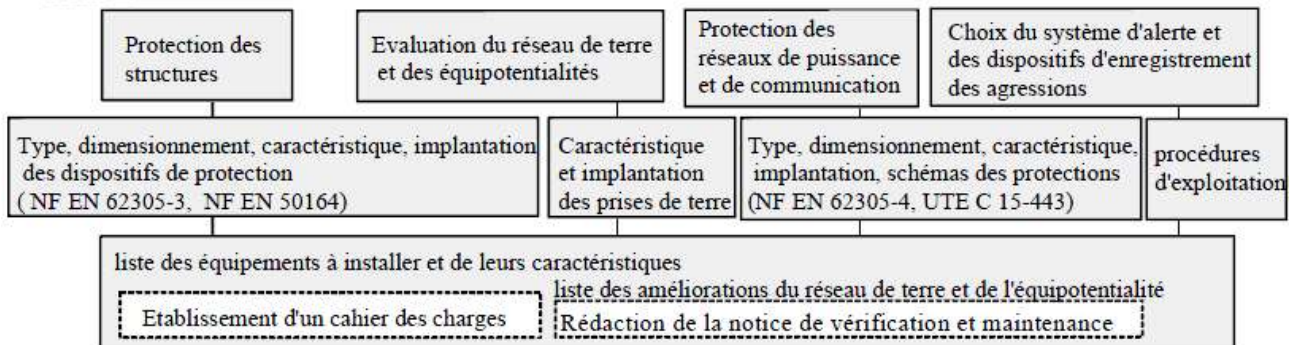 Protection des
structures
Evaluation du réseau de terre
et des équipotentialités
Protection des
réseaux de puissance
et de communication
Choix du système d'alerte et
des dispositifs d'enregistrement
des agressions
Type, dimensionnement, caractéristique, implantation
des dispositifs de protection
( NF EN 62305-3, NF EN 50164)
Caractéristique
et implantation
des prises de terre
Type, dimensionnement, caractéristique,
implantation, schémas des protections
(NF EN 62305-4, UTE C 15-443)
procédures
d'exploitation
liste des équipements à installer et de leurs caractéristiques
liste des améliorations du réseau de terre et de l'équipotentialité
Etablissement d'un cahier des charges
Rédaction de la notice de vérification et maintenance